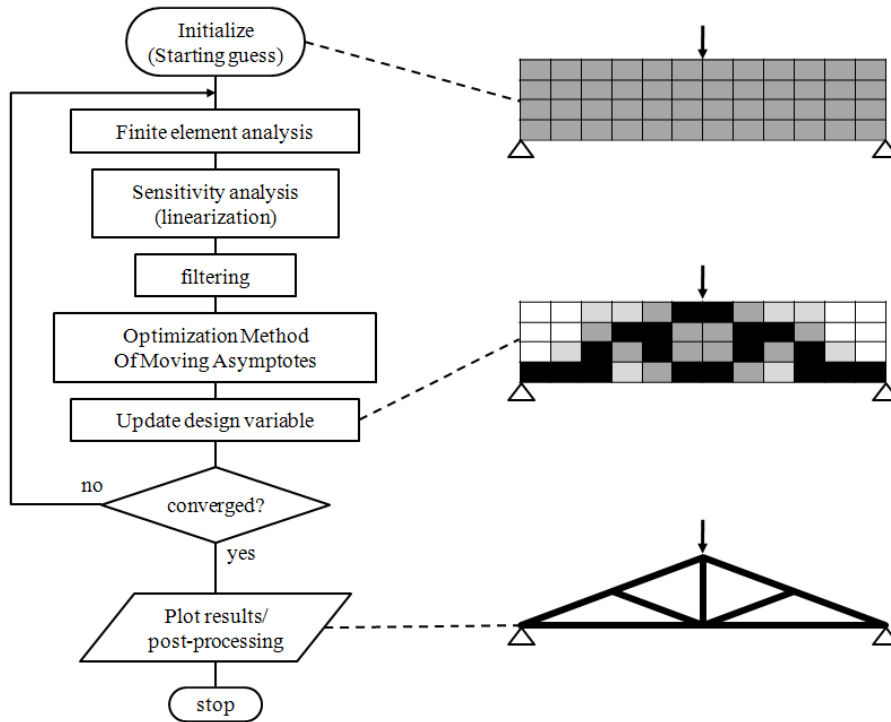 Initialize
(Starting guess)
Finite element analysis
Sensitivity analysis
(linearization)
filtering
Optimization Method
Of Moving Asymptotes
Update design variable
no
converged?
yes
Plot results/
post-processing
stop